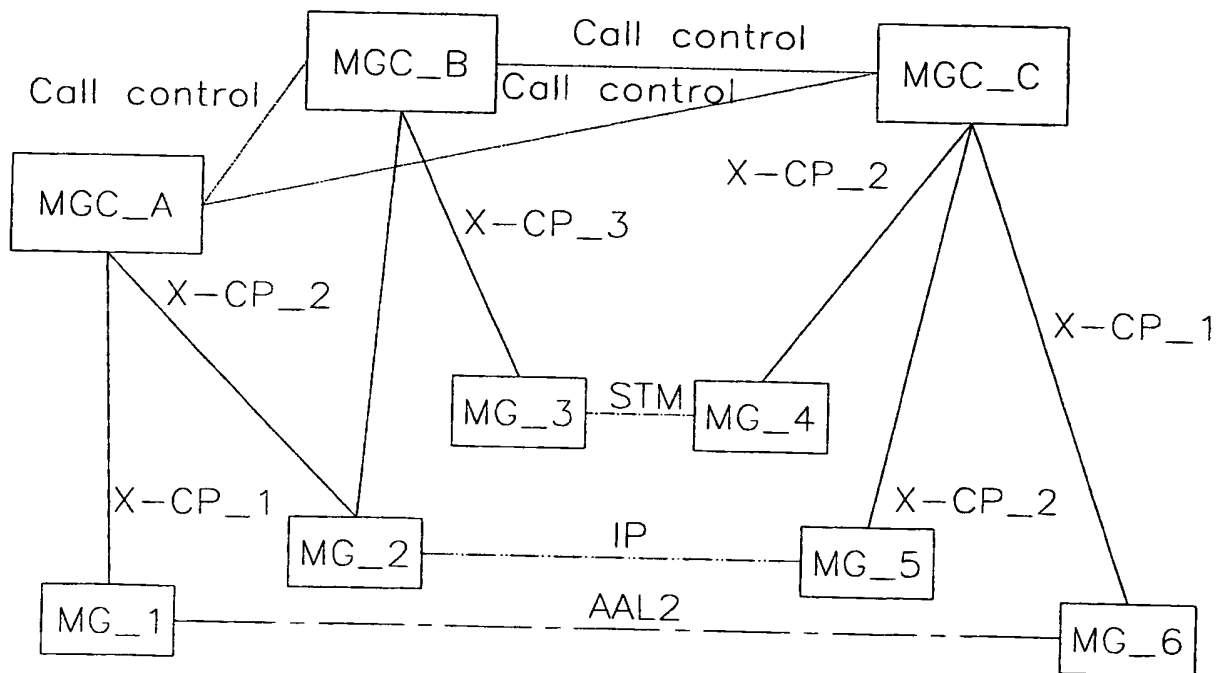 Call control
MGC_B
MGC_C
Call control
Call control
X-CP_2
MGC_A
X-CP_3
X-CP_2
X-CP_1
MG_3
STM
MG_4
X-CP_1
X-CP_2
MG_2
IP
MG_5
AAL2
MG_1
MG_6